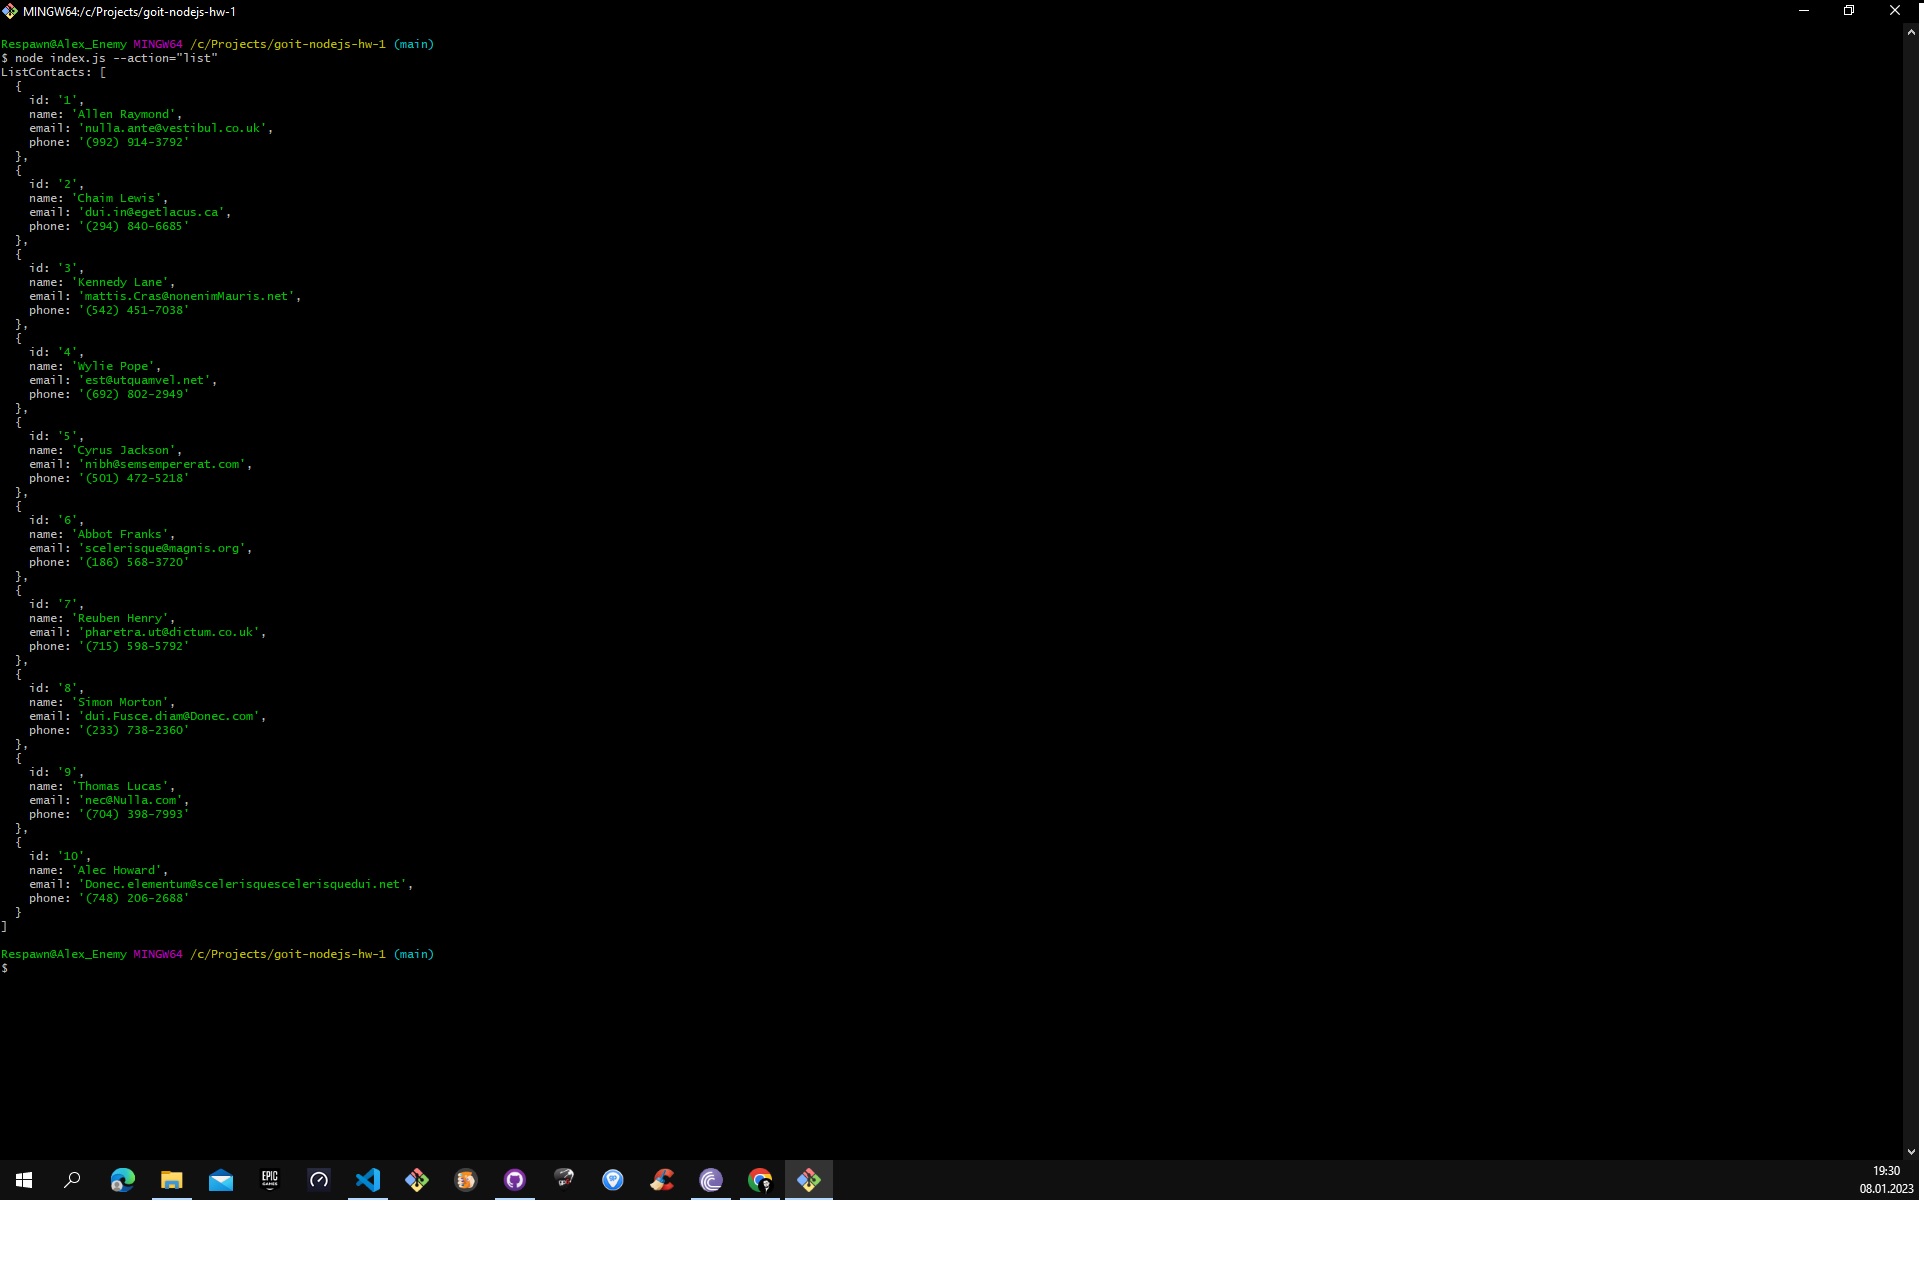 MINGW64:/c/Projects/goit-nodejs-hw-1
Respawn@Alex_Enemy MINGW64 /c/Projects/goit-nodejs-hw-1 (main)
$ node index.js --action="list"
ListContacts: [
  {
    id: '1',
    name: 'Allen Raymond',
    email: 'nulla.ante@vestibul.co.uk',
    phone: '(992) 914-3792'
  },
  {
    id: '2',
    name: 'Chaim Lewis',
    email: 'dui.in@egetlacus.ca',
    phone: '(294) 840-6685'
  },
  {
    id: '3',
    name: 'Kennedy Lane',
    email: 'mattis.Cras@nonenimMauris.net',
    phone: '(542) 451-7038'
  },
  {
    id: '4',
    name: 'Wylie Pope',
    email: 'est@utquamvel.net',
    phone: '(692) 802-2949'
  },
  {
    id: '5',
    name: 'Cyrus Jackson',
    email: 'nibh@semsempererat.com',
    phone: '(501) 472-5218'
  },
  {
    id: '6',
    name: 'Abbot Franks',
    email: 'scelerisque@magnis.org',
    phone: '(186) 568-3720'
  },
  {
    id: '7',
    name: 'Reuben Henry',
    email: 'pharetra.ut@dictum.co.uk',
    phone: '(715) 598-5792'
  },
  {
    id: '8',
    name: 'Simon Morton',
    email: 'dui.Fusce.diam@Donec.com',
    phone: '(233) 738-2360'
  },
  {
    id: '9',
    name: 'Thomas Lucas',
    email: 'nec@Nulla.com',
    phone: '(704) 398-7993'
  },
  {
    id: '10',
    name: 'Alec Howard',
    email: 'Donec.elementum@scelerisquescelerisquedui.net',
    phone: '(748) 206-2688'
  }
]
Respawn@Alex_Enemy MINGW64 /c/Projects/goit-nodejs-hw-1 (main)
$
EPIC
GAMES
19:30
08.01.2023